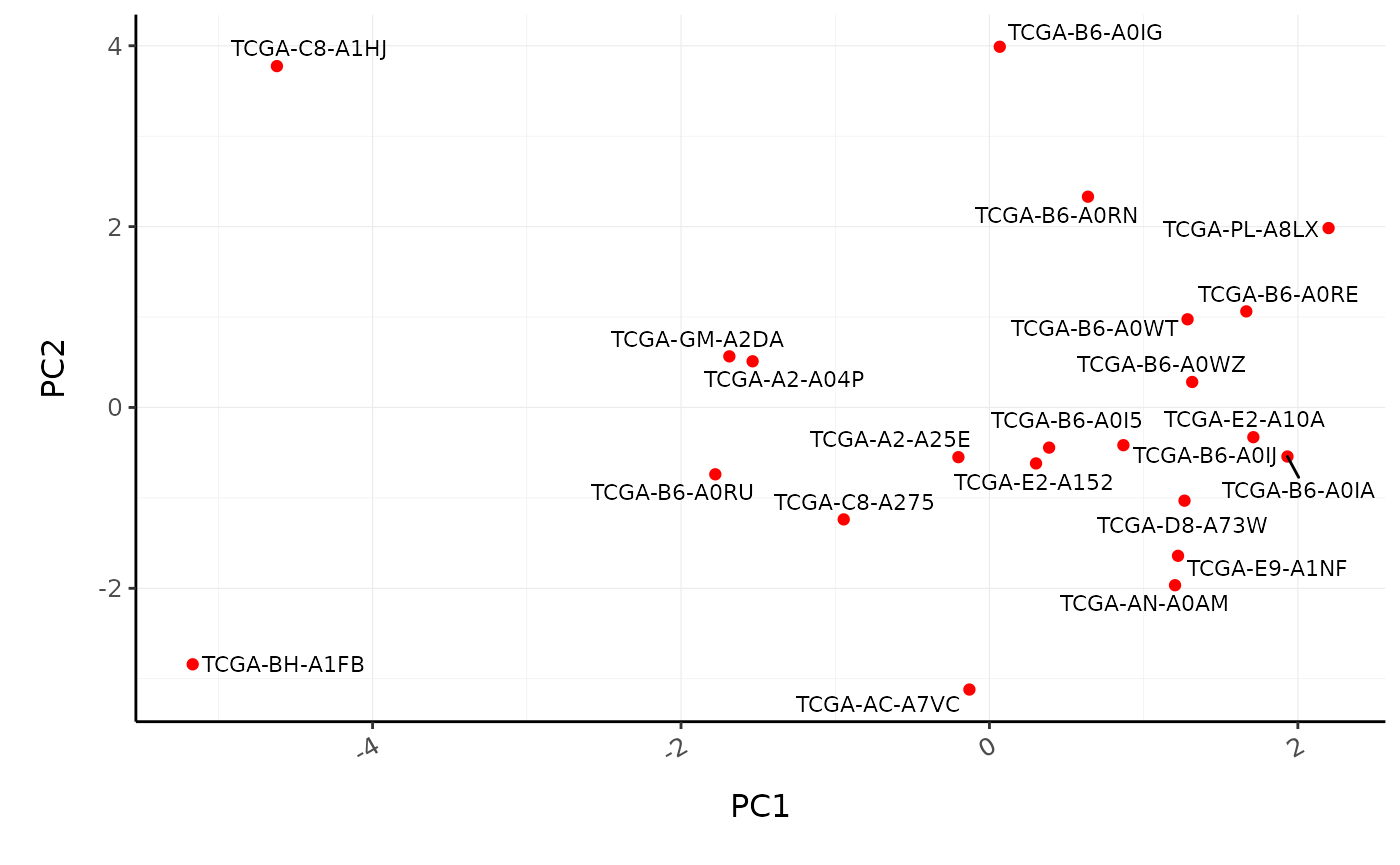 4
2
0
-2
PC2
TCGA-C8-A1HJ
TCGA-B6-A0IG
TCGA-B6-A0RN
TCGA-PL-A8LX
TCGA-B6-A0RE
TCGA-B6-A0WT
TCGA-GM-A2DA
TCGA-B6-A0WZ
TCGA-A2-A04P
TCGA-B6-A0I5
TCGA-E2-A10A
TCGA-A2-A25E
TCGA-B6-A0IJ
TCGA-E2-A152
TCGA-B6-A0IA
TCGA-B6-A0RU
TCGA-C8-A275
TCGA-D8-A73W
TCGA-E9-A1NF
TCGA-AN-A0AM
TCGA-BH-A1FB
TCGA-AC-A7VC
-4
-2
0
2
PC1